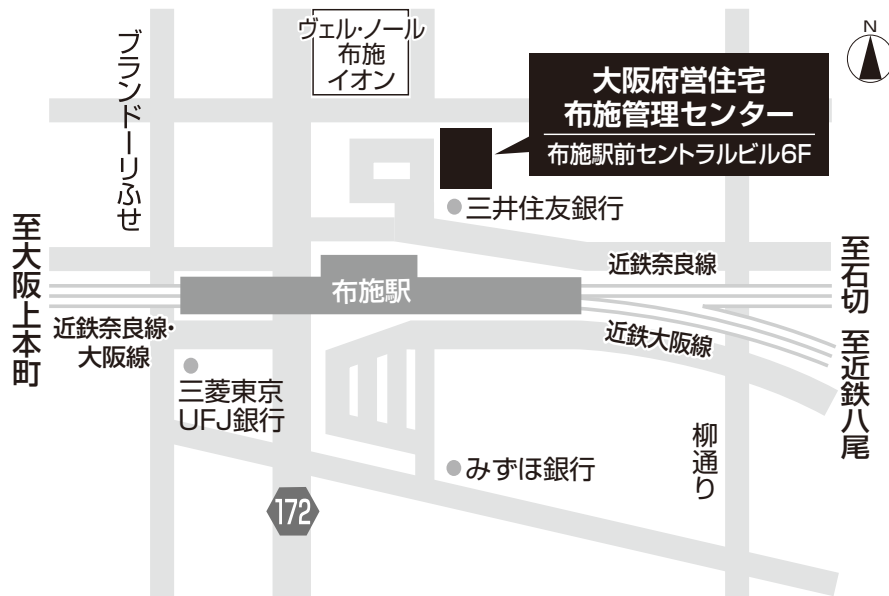 ヴェル・ノール
布施
イオン
N
ブランドーリふせ
大阪府営住宅
布施管理センター
布施駅前セントラルビル6F
三井住友銀行
至大阪上本町
近鉄奈良線
至石切
布施駅
近鉄奈良線・
大阪線
近鉄大阪線
至近鉄八尾
三菱東京
UFJ銀行
柳通り
みずほ銀行
172